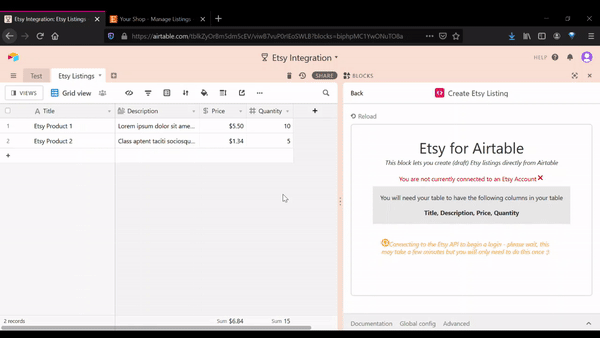 Etsy Integration: Etsy Listings
Your Shop - Manage Listings
https://airtable.com/tblkZyOrBmSdm5cEV/viwB7vuP0rlEoSWLB?blocks=biphpMCTYwONuTO8a
Etsy Integration
HELP
Test
Etsy Listings
SHARE
BLOCKS
VIEWS
Grid view
Back
Create Etsy Listing
Title
Description
Price
Quantity
Reload
1
Etsy Product 1
Lorem ipsum dolor sit ame...
$5.50
10
2
Etsy Product 2
Class aptent taciti sociosqu...
$1.34
5
Etsy for Airtable
This block lets you create (draft) Etsy listings directly from Airtable
You are not currently connected to an Etsy Account
You will need your table to have the following columns in your table
Title, Description, Price, Quantity
Connecting to the Etsy API to begin a login - please wait, this
may take a few minutes but you will only need to do this once :)
2 records
Sum $6.84
Sum 15
Documentation
Global config
Advanced